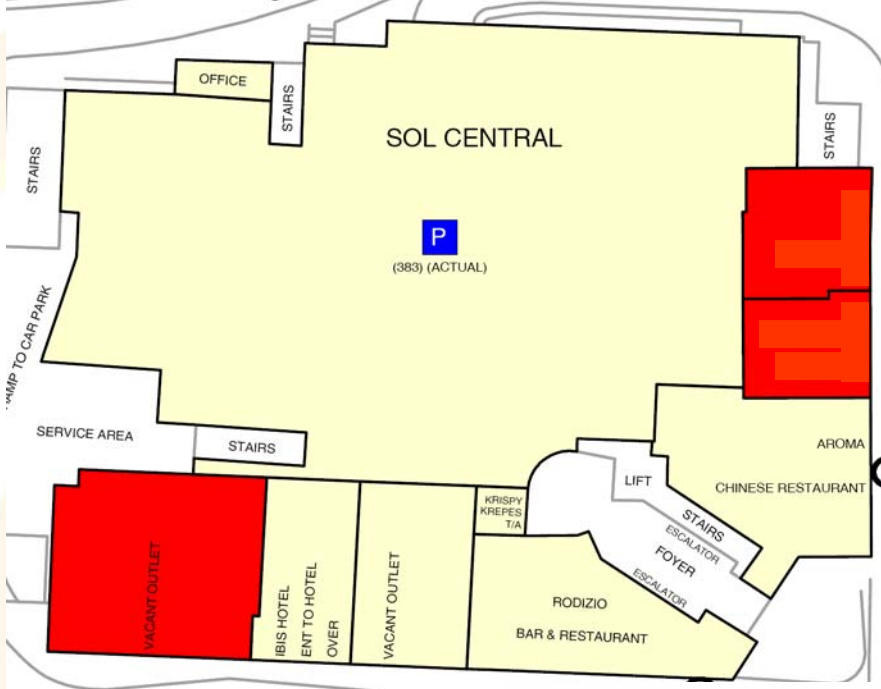 OFFICE
STAIRS
SOL CENTRAL
STAIRS
STAIRS
P
(383) (ACTUAL)
TO CAR PARK
SERVICE AREA
STAIRS
AROMA
CHINESE RESTAURANT
LIFT
STAIRS
ESCALATOR
FOYER
ESCALATOR
KRISPY
KREPES
T/A
VACANT OUTLET
IBIS HOTEL
ENT TO HOTEL
OVER
VACANT OUTLET
RODIZIO
BAR & RESTAURANT